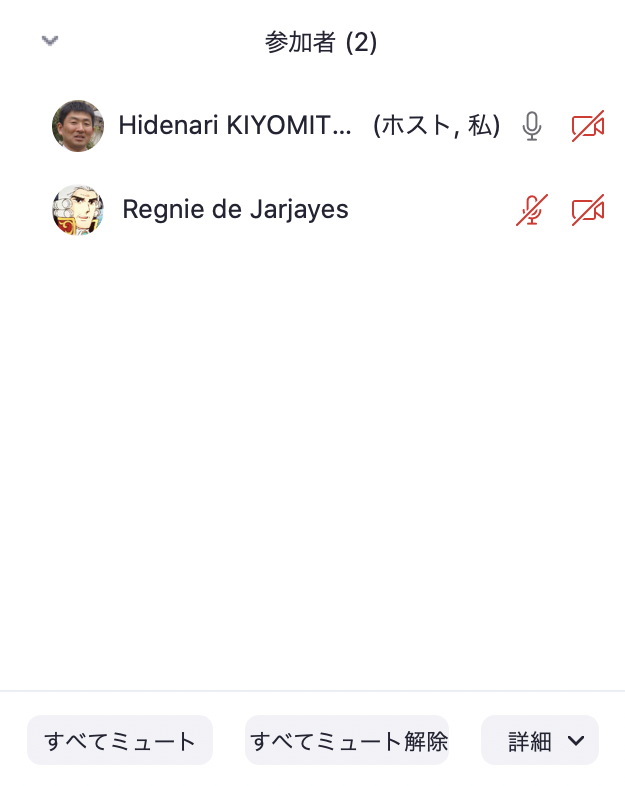 参加者 (2)
Hidenari KIYOMIT... (ホスト, 私)
Regnie de Jarjayes
すべてミュート すべてミュート解除 詳細